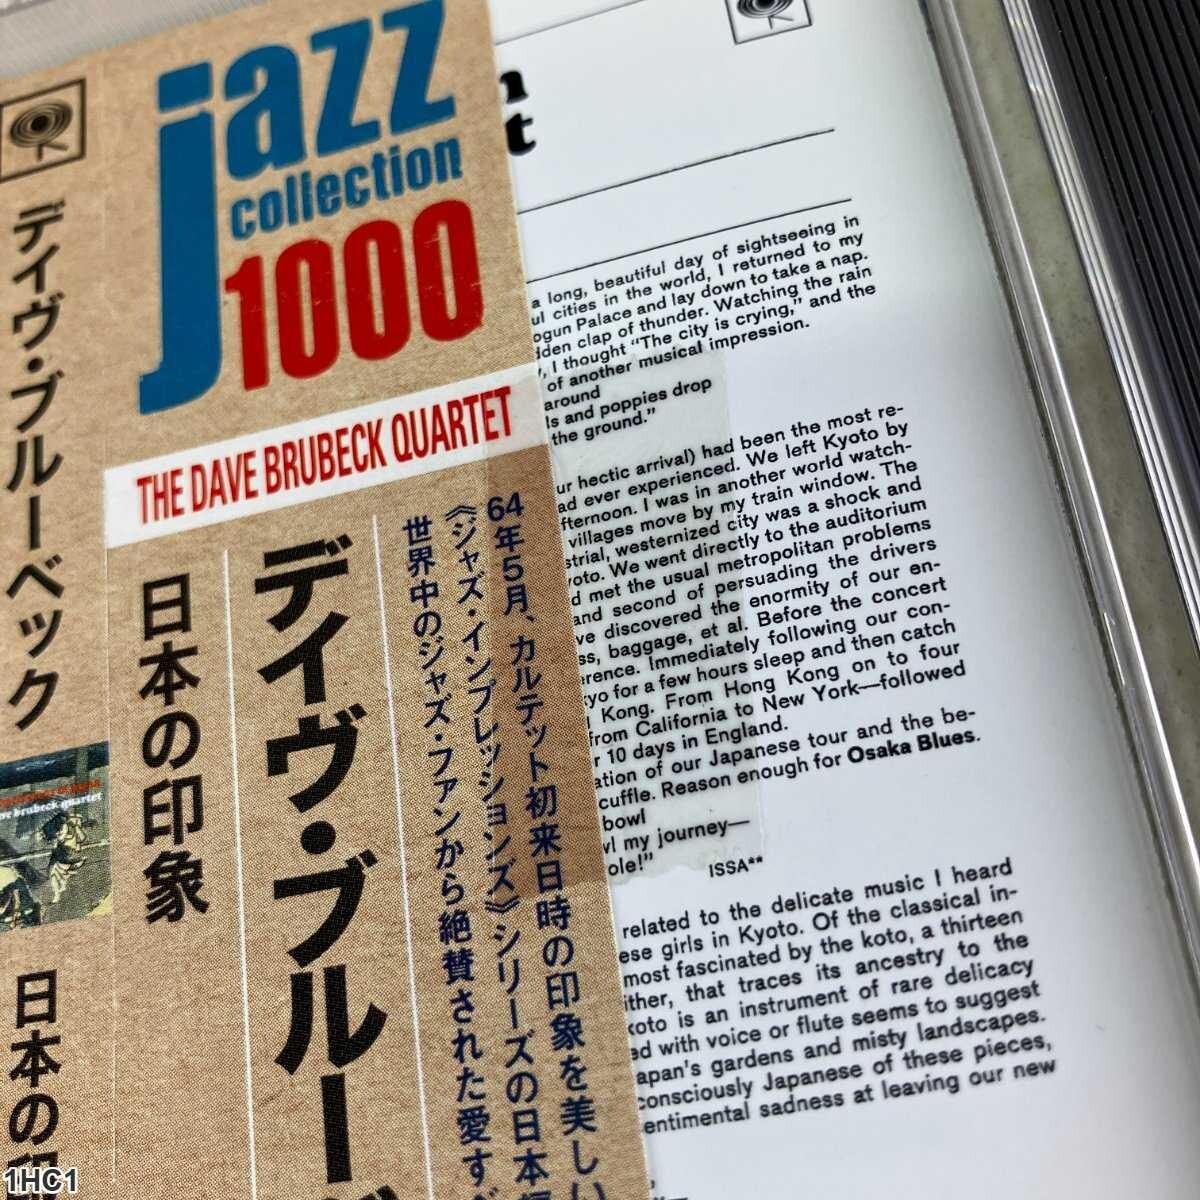 ディヴ・ブルーベック
dave brubeck quartet
日本の印
jazz
collection
1000
THE DAVE BRUBECK QUARTET
日本の印象
ディヴ・ブルーベ
64年5月、カルテット初来日時の印象を美しい
《ジャズ・インプレッションズ》シリーズの日本編
世界中のジャズ・ファンから絶賛された愛すべ
n
t
a long, beautiful day of sightseeing in
ul cities in the world, I returned to my
ogun Palace and lay down to take a nap.
dden clap of thunder. Watching the rain
, I thought "The city is crying," and the
of another musical impression.
around
ls and poppies drop
the ground."
ur hectic arrival) had been the most re-
ad ever experienced. We left Kyoto by
fternoon. I was in another world watch-
villages move by my train window. The
strial, westernized city was a shock and
yoto. We went directly to the auditorium
d met the usual metropolitan problems
and second of persuading the drivers
ve discovered the enormity of our en-
ss, baggage, et al. Before the concert
erence. Immediately following our con-
kyo for a few hours sleep and then catch
Kong. From Hong Kong on to four
from California to New York—followed
r 10 days in England.
ation of our Japanese tour and the be-
cuffle. Reason enough for Osaka Blues.
bowl
wl my journey—
ole!"
ISSA**
related to the delicate music I heard
ese girls in Kyoto. Of the classical in-
most fascinated by the koto, a thirteen
ither, that traces its ancestry to the
koto is an instrument of rare delicacy
ed with voice or flute seems to suggest
apan's gardens and misty landscapes.
consciously Japanese of these pieces,
entimental sadness at leaving our new
1HC1